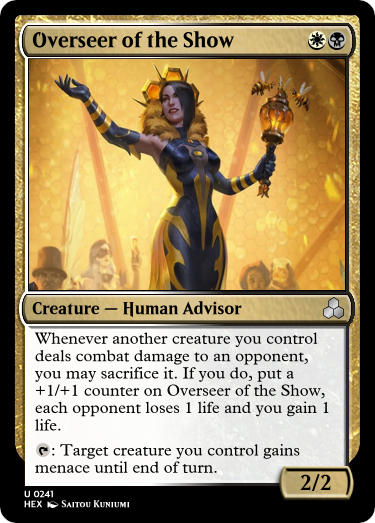 Overseer of the Show
Creature — Human Advisor
Whenever another creature you control
deals combat damage to an opponent,
you may sacrifice it. If you do, put a
+1/+1 counter on Overseer of the Show,
each opponent loses 1 life and you gain 1
life.
: Target creature you control gains
menace until end of turn.
2/2
U 0241
HEX SAITOU KUNIUMI